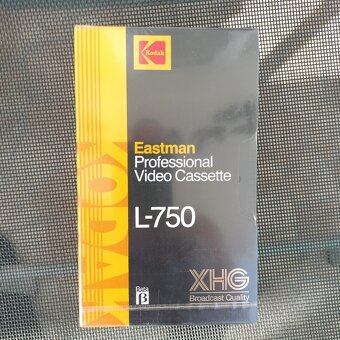 Kodak
Eastman
Professional
Video Cassette
L-750
KODAK
Beta
β
XHG
Broadcast Quality